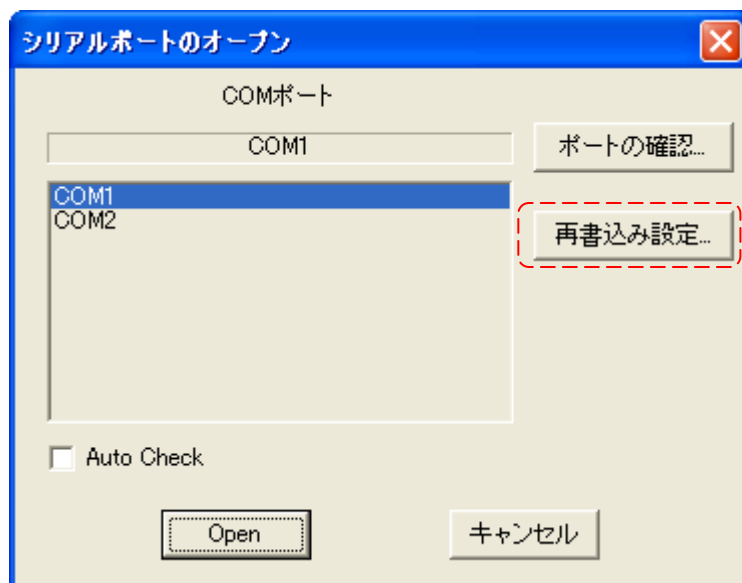 シリアルポートのオープン
COMポート
COM1
ポートの確認...
COM1
COM2
再書込み設定...
Auto Check
Open
キャンセル